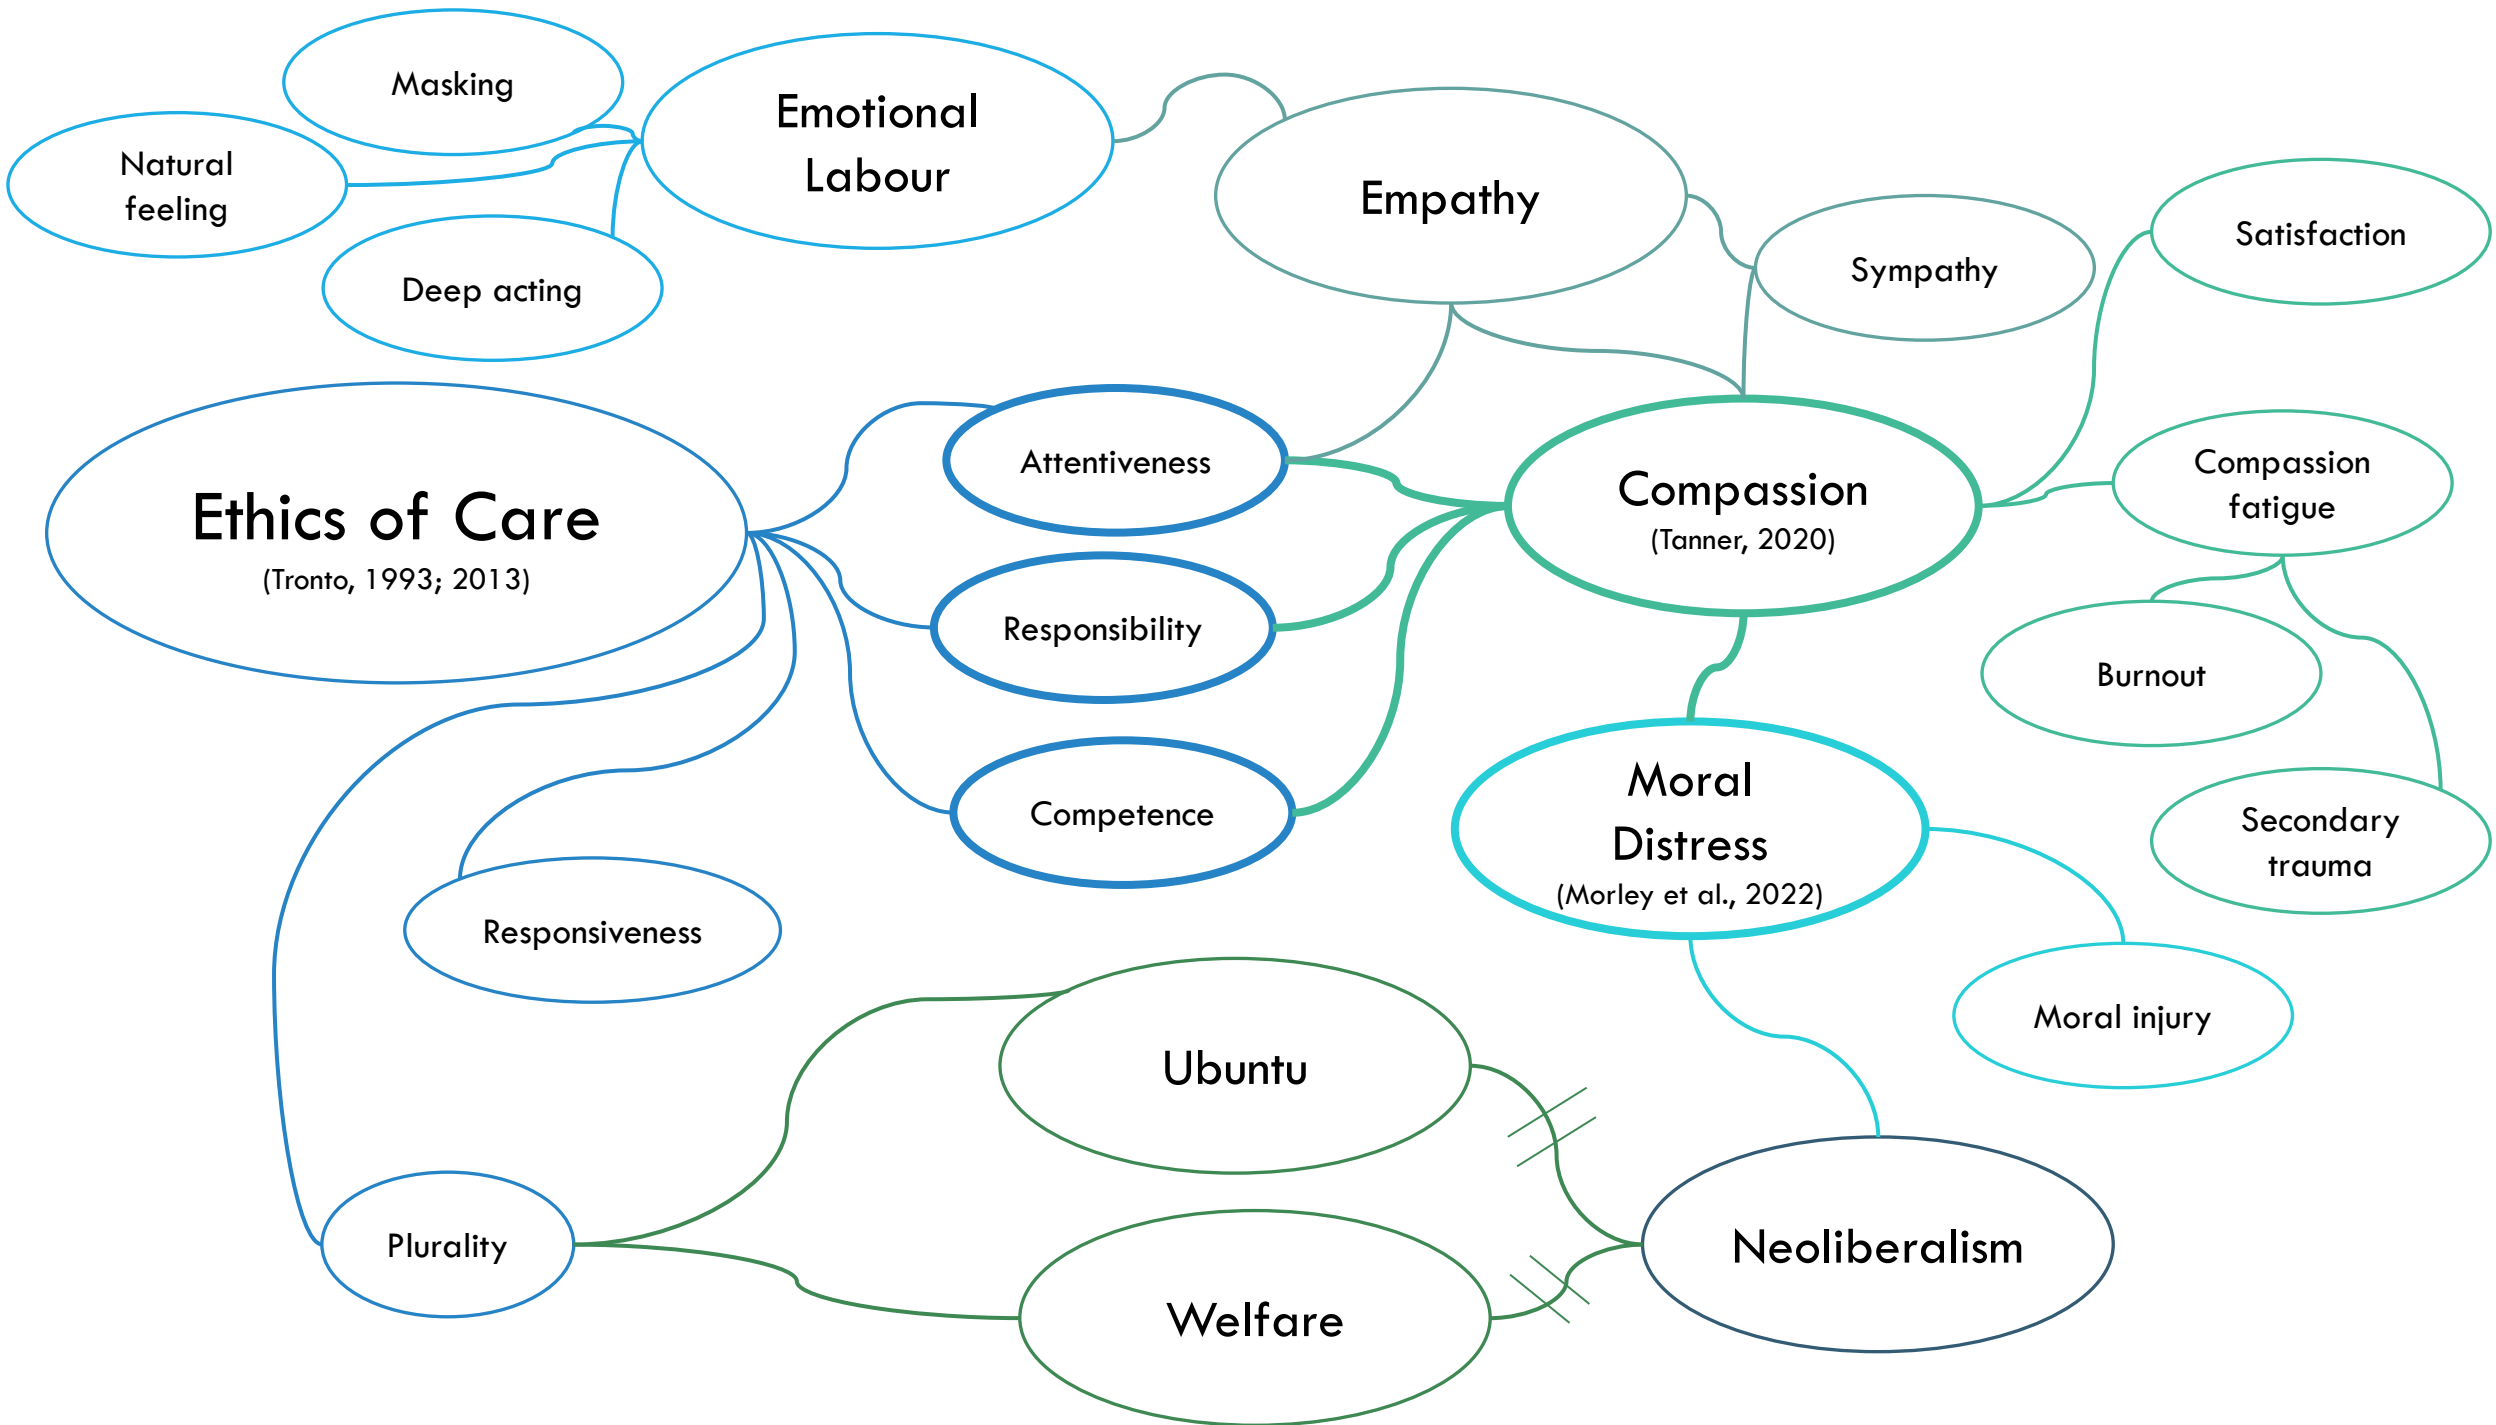 Masking
Natural
feeling
Deep acting
Emotional
Labour
Empathy
Sympathy
Satisfaction
Ethics of Care
(Tronto, 1993; 2013)
Attentiveness
Responsibility
Competence
Compassion
(Tanner, 2020)
Compassion
fatigue
Burnout
Secondary
trauma
Moral
Distress
(Morley et al., 2022)
Moral injury
Responsiveness
Ubuntu
Plurality
Welfare
Neoliberalism